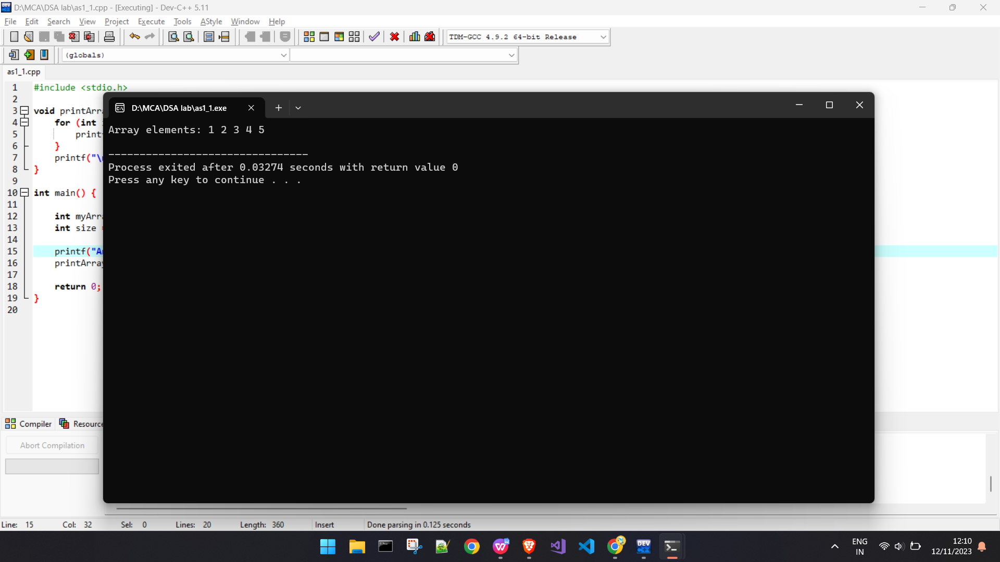 D:\MCA\DSA lab\as1_1.cpp - [Executing] - Dev-C++ 5.11
File Edit Search View Project Execute Tools AStyle Window Help
TDM-GCC 4.9.2 64-bit Release
(globals)
as1_1.cpp
1 #include <stdio.h>
2
3 void printArr
4 for (int
5 print
6 }
7 printf("\
8 }
9
10 int main() {
11
12 int myArr
13 int size
14
15 printf("A
16 printArray
17
18 return 0;
19 }
20
D:\MCA\DSA lab\as1_1.exe
Array elements: 1 2 3 4 5
--------------------------------
Process exited after 0.03274 seconds with return value 0
Press any key to continue . . .
Compiler Resource
Abort Compilation
Line: 15 Col: 32 Sel: 0 Lines: 20 Length: 360 Insert Done parsing in 0.125 seconds
DEV
ENG
IN
12:10
12/11/2023